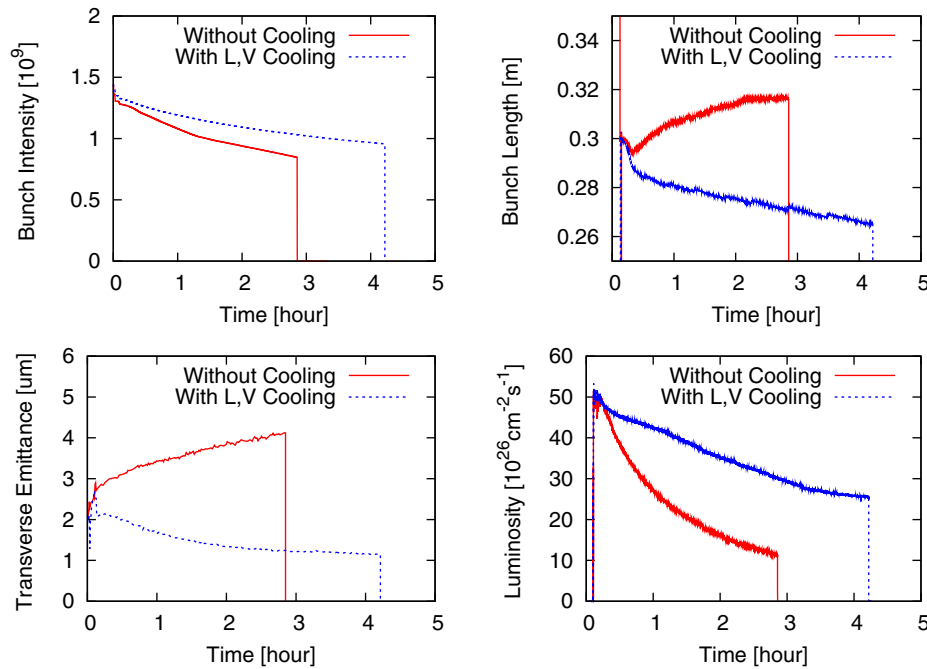 Bunch Intensity [10^9]
2
1.5
1
0.5
0
Without Cooling
With L,V Cooling
0 1 2 3 4 5
Time [hour]
Bunch Length [m]
0.34
0.32
0.3
0.28
0.26
Without Cooling
With L,V Cooling
0 1 2 3 4 5
Time [hour]
Transverse Emittance [um]
6
5
4
3
2
1
0
Without Cooling
With L,V Cooling
0 1 2 3 4 5
Time [hour]
Luminosity [10^26cm^-2s^-1]
60
50
40
30
20
10
0
Without Cooling
With L,V Cooling
0 1 2 3 4 5
Time [hour]